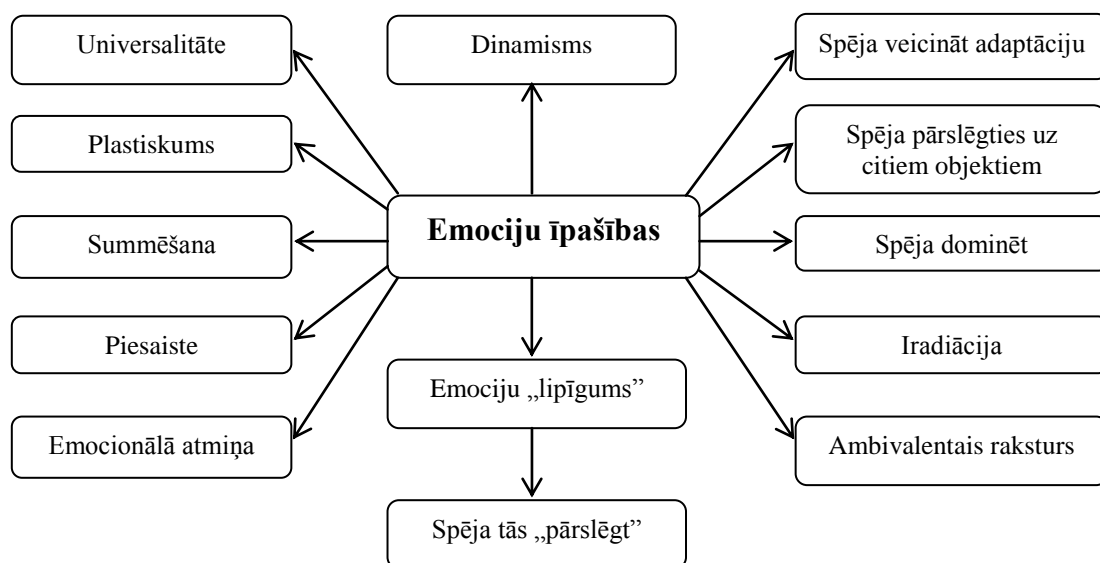 Universalitāte
Dinamisms
Spēja veicināt adaptāciju
Plastiskums
Spēja pārslēgties uz
citiem objektiem
Emociju īpašības
Summēšana
Spēja dominēt
Piesaiste
Iradiācija
Emociju „lipīgums”
Emocionālā atmiņa
Ambivalentais raksturs
Spēja tās „pārslēgt”